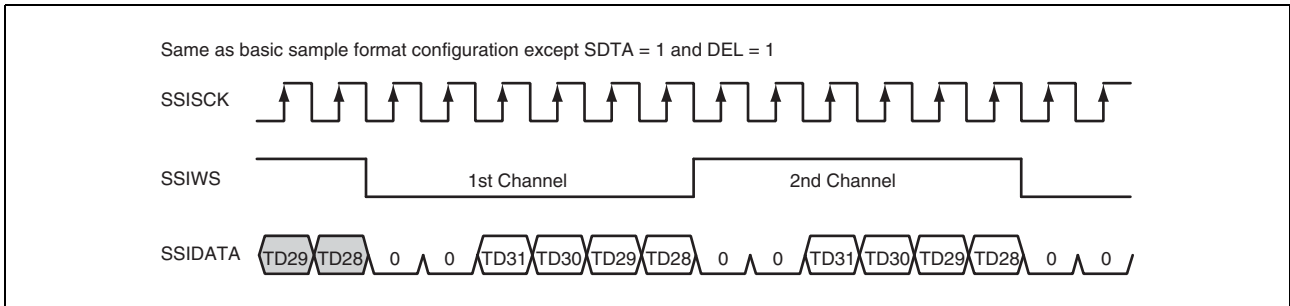 Same as basic sample format configuration except SDTA = 1 and DEL = 1
SSISCK
SSIWS 1st Channel 2nd Channel
SSIDATA TD29 TD28 0 0 TD31 TD30 TD29 TD28 0 0 TD31 TD30 TD29 TD28 0 0